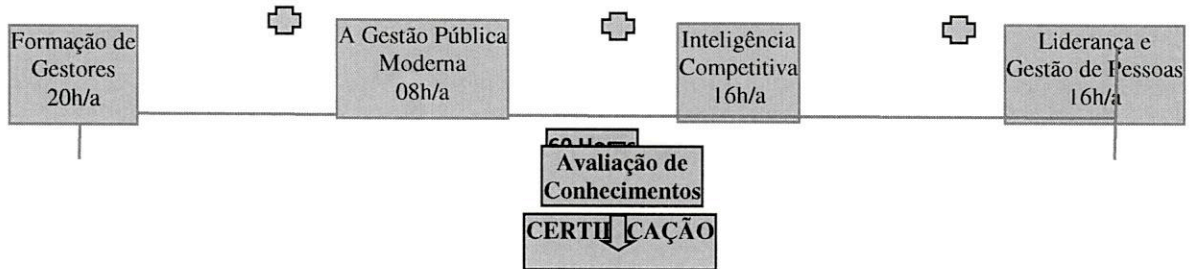 Formação de
Gestores
20h/a
A Gestão Pública
Moderna
08h/a
Inteligência
Competitiva
16h/a
Liderança e
Gestão de Pessoas
16h/a
60
Avaliação de
Conhecimentos